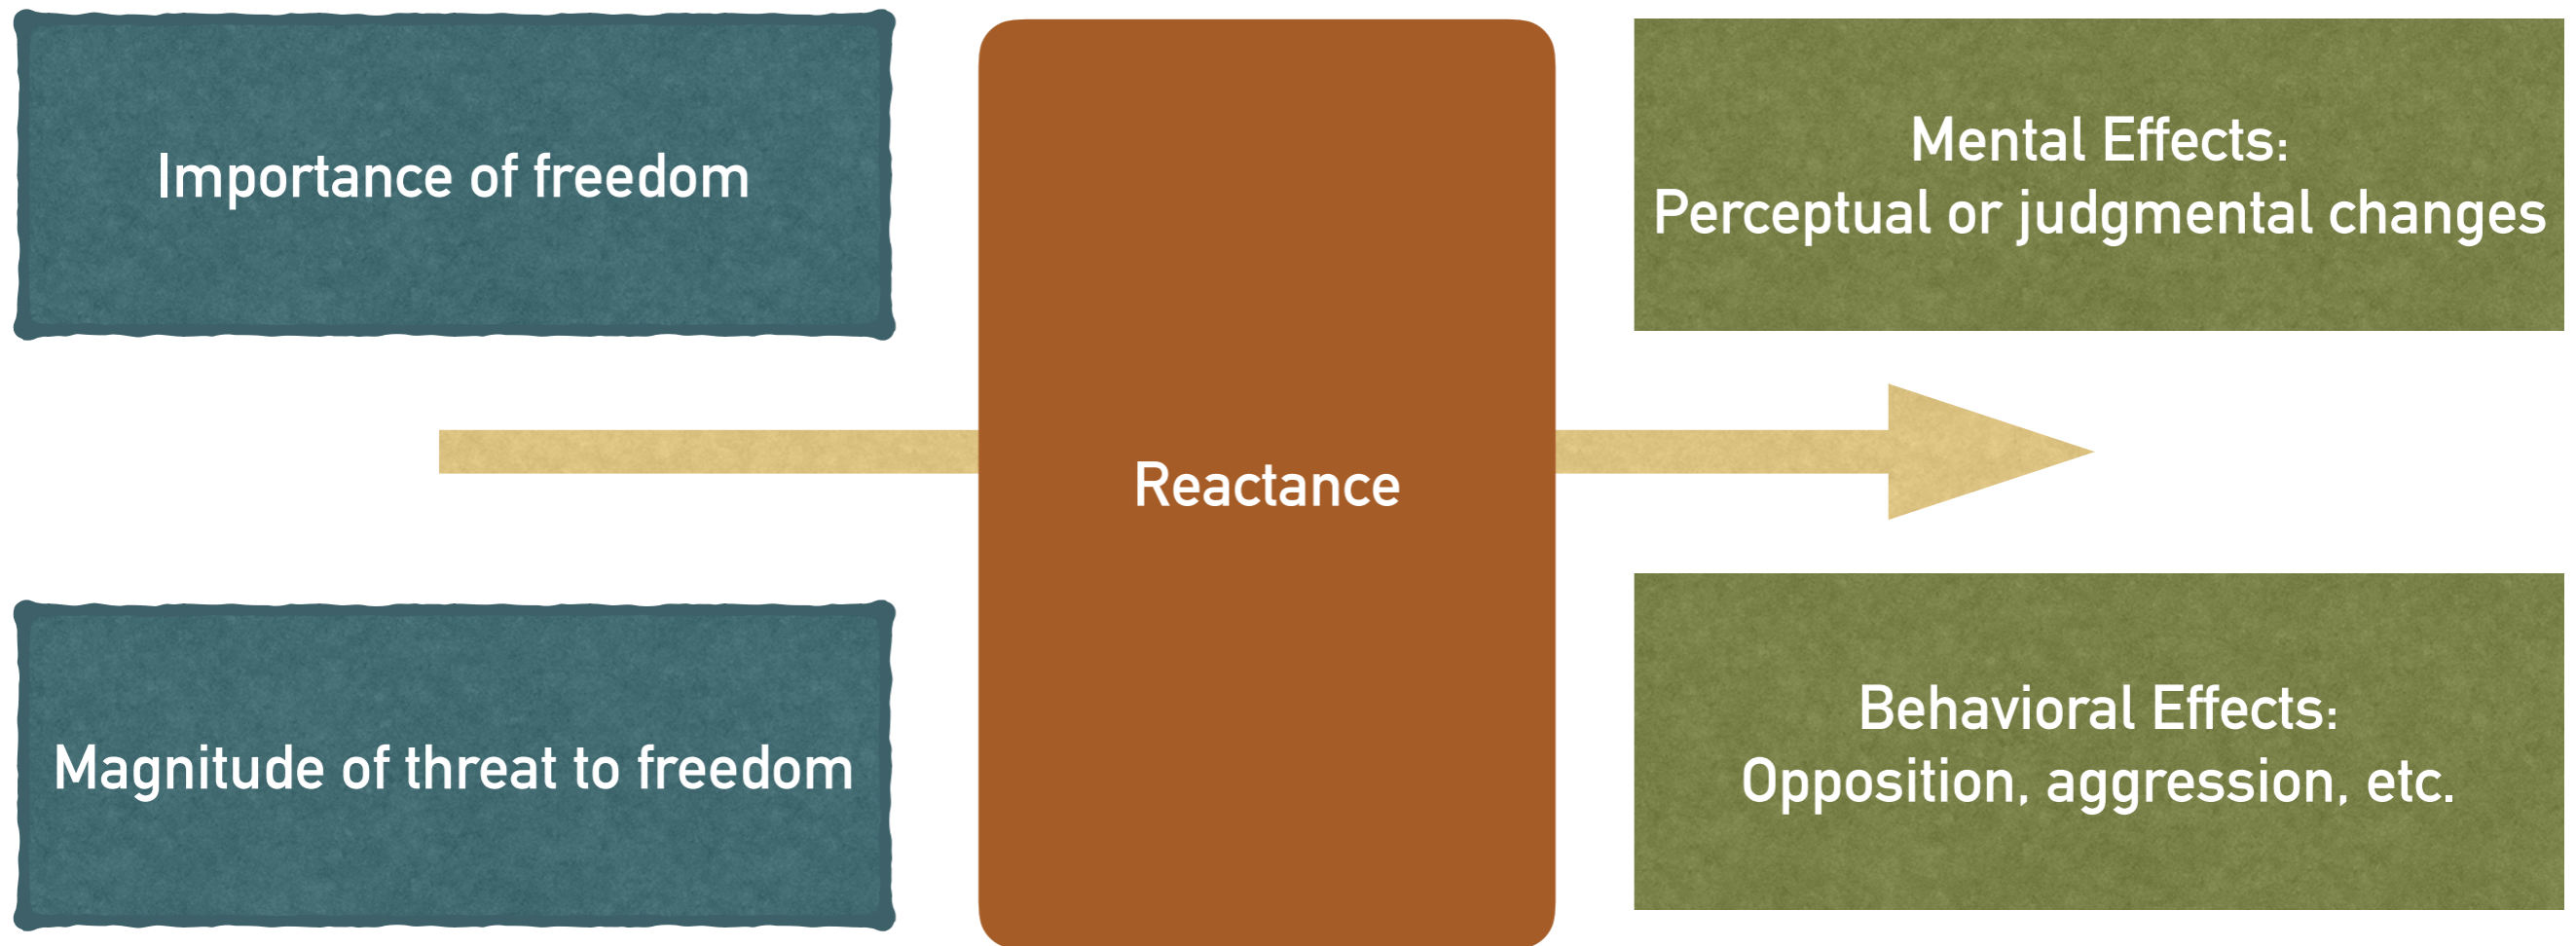 Importance of freedom
Magnitude of threat to freedom
Reactance
Mental Effects:
Perceptual or judgmental changes
Behavioral Effects:
Opposition, aggression, etc.